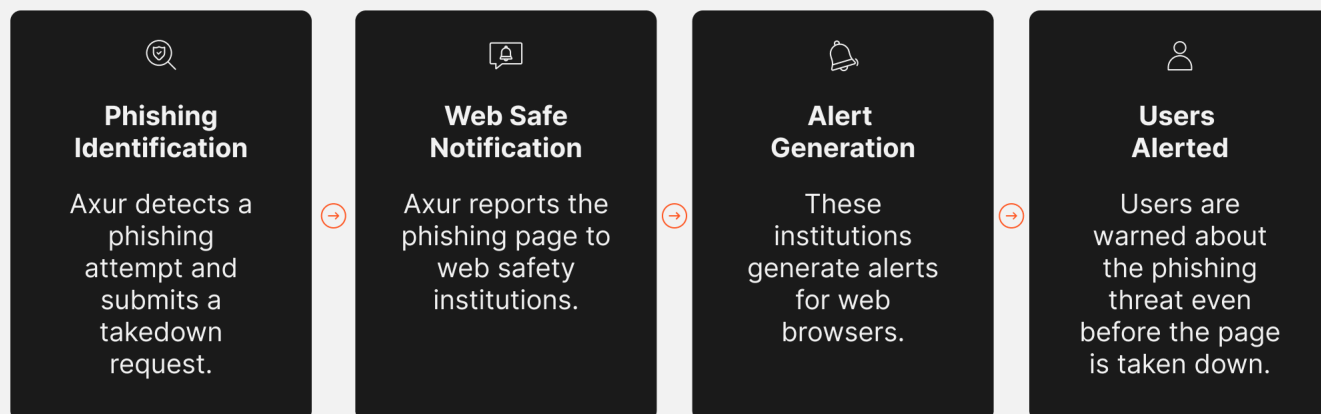 Phishing
Identification
Axur detects a
phishing
attempt and
submits a
takedown
request.
Web Safe
Notification
Axur reports the
phishing page to
web safety
institutions.
Alert
Generation
These
institutions
generate alerts
for web
browsers.
Users
Alerted
Users are
warned about
the phishing
threat even
before the page
is taken down.